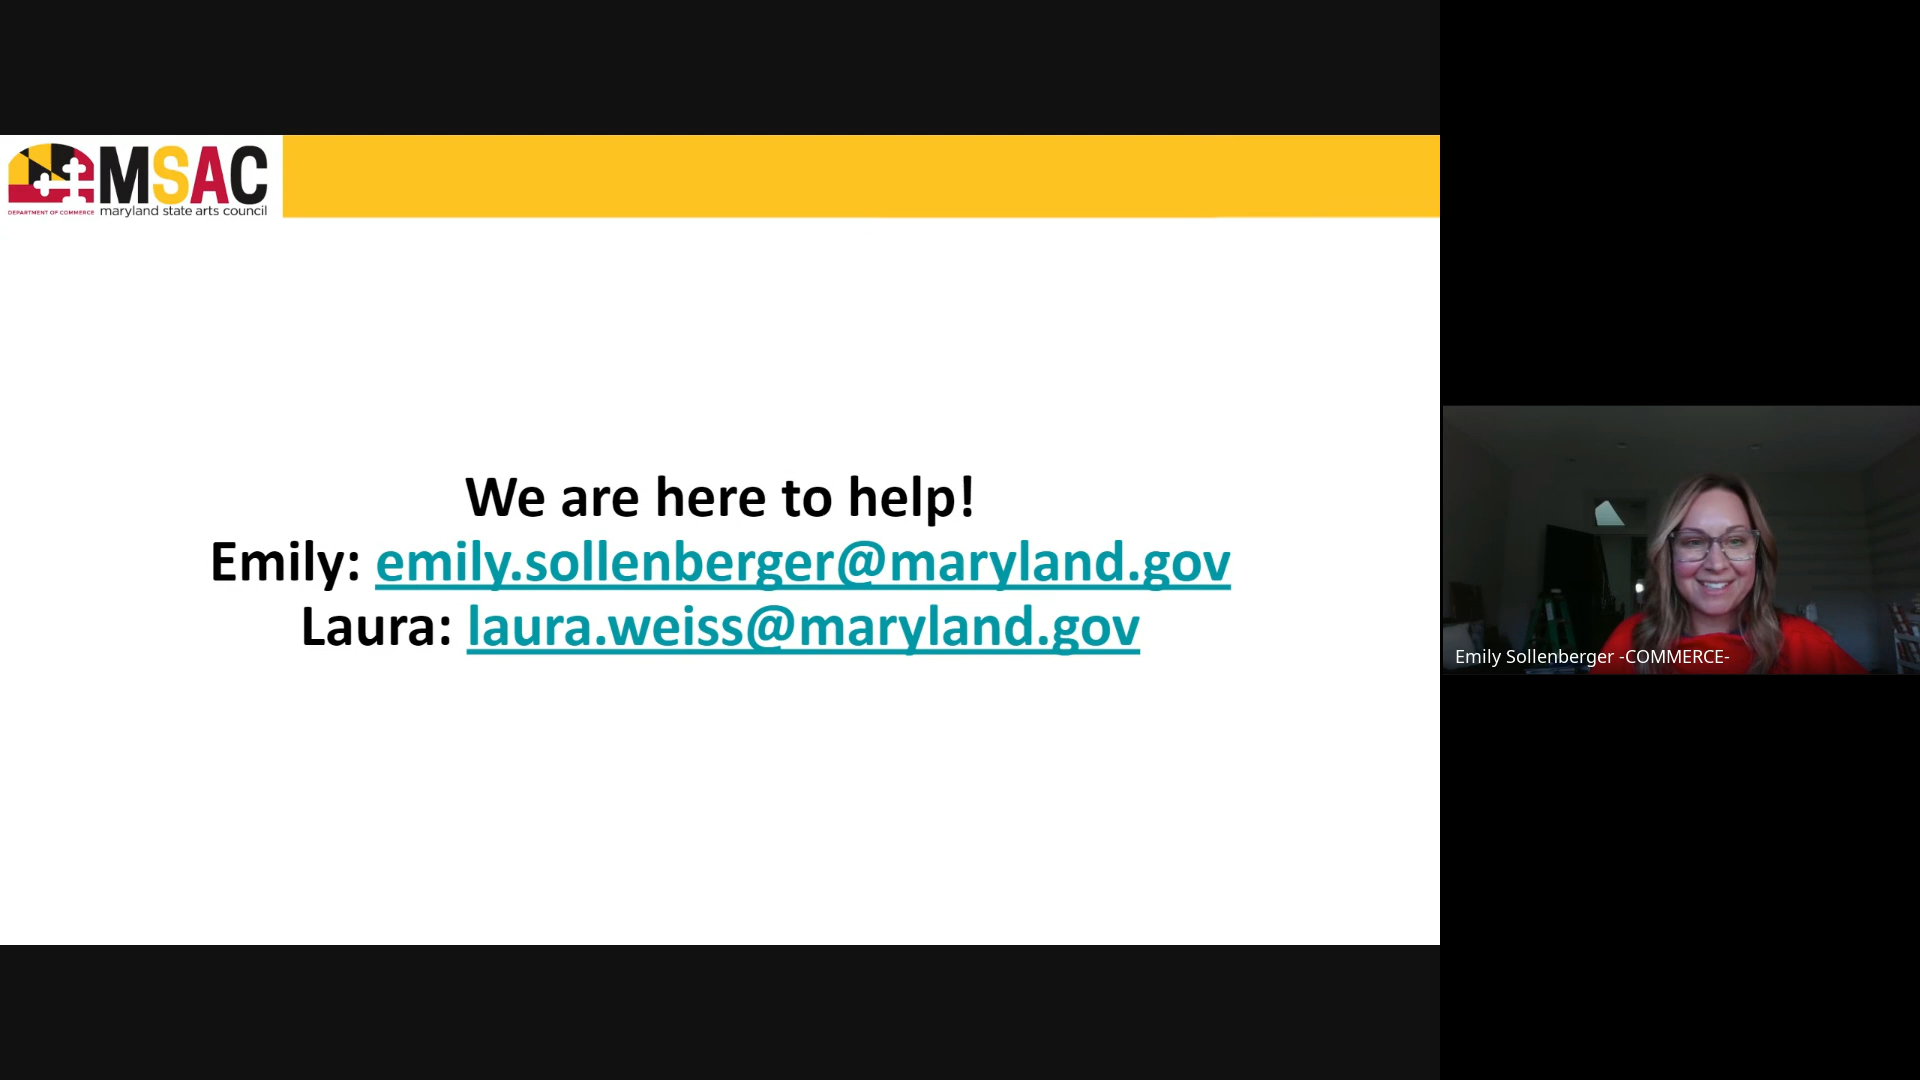 MSAC
DEPARTMENT OF COMMERCE maryland state arts council
We are here to help!
Emily: emily.sollenberger@maryland.gov
Laura: laura.weiss@maryland.gov
Emily Sollenberger -COMMERCE-